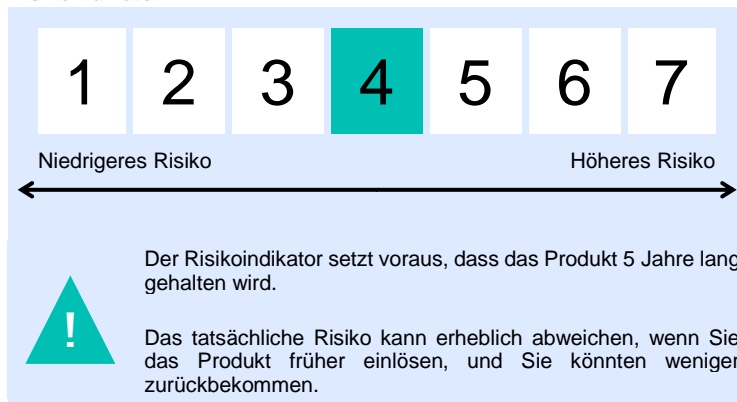 1 2 3 4 5 6 7
Niedrigeres Risiko Höheres Risiko
Der Risikoindikator setzt voraus, dass das Produkt 5 Jahre lang
gehalten wird.
!
Das tatsächliche Risiko kann erheblich abweichen, wenn Sie
das Produkt früher einlösen, und Sie könnten weniger
zurückbekommen.